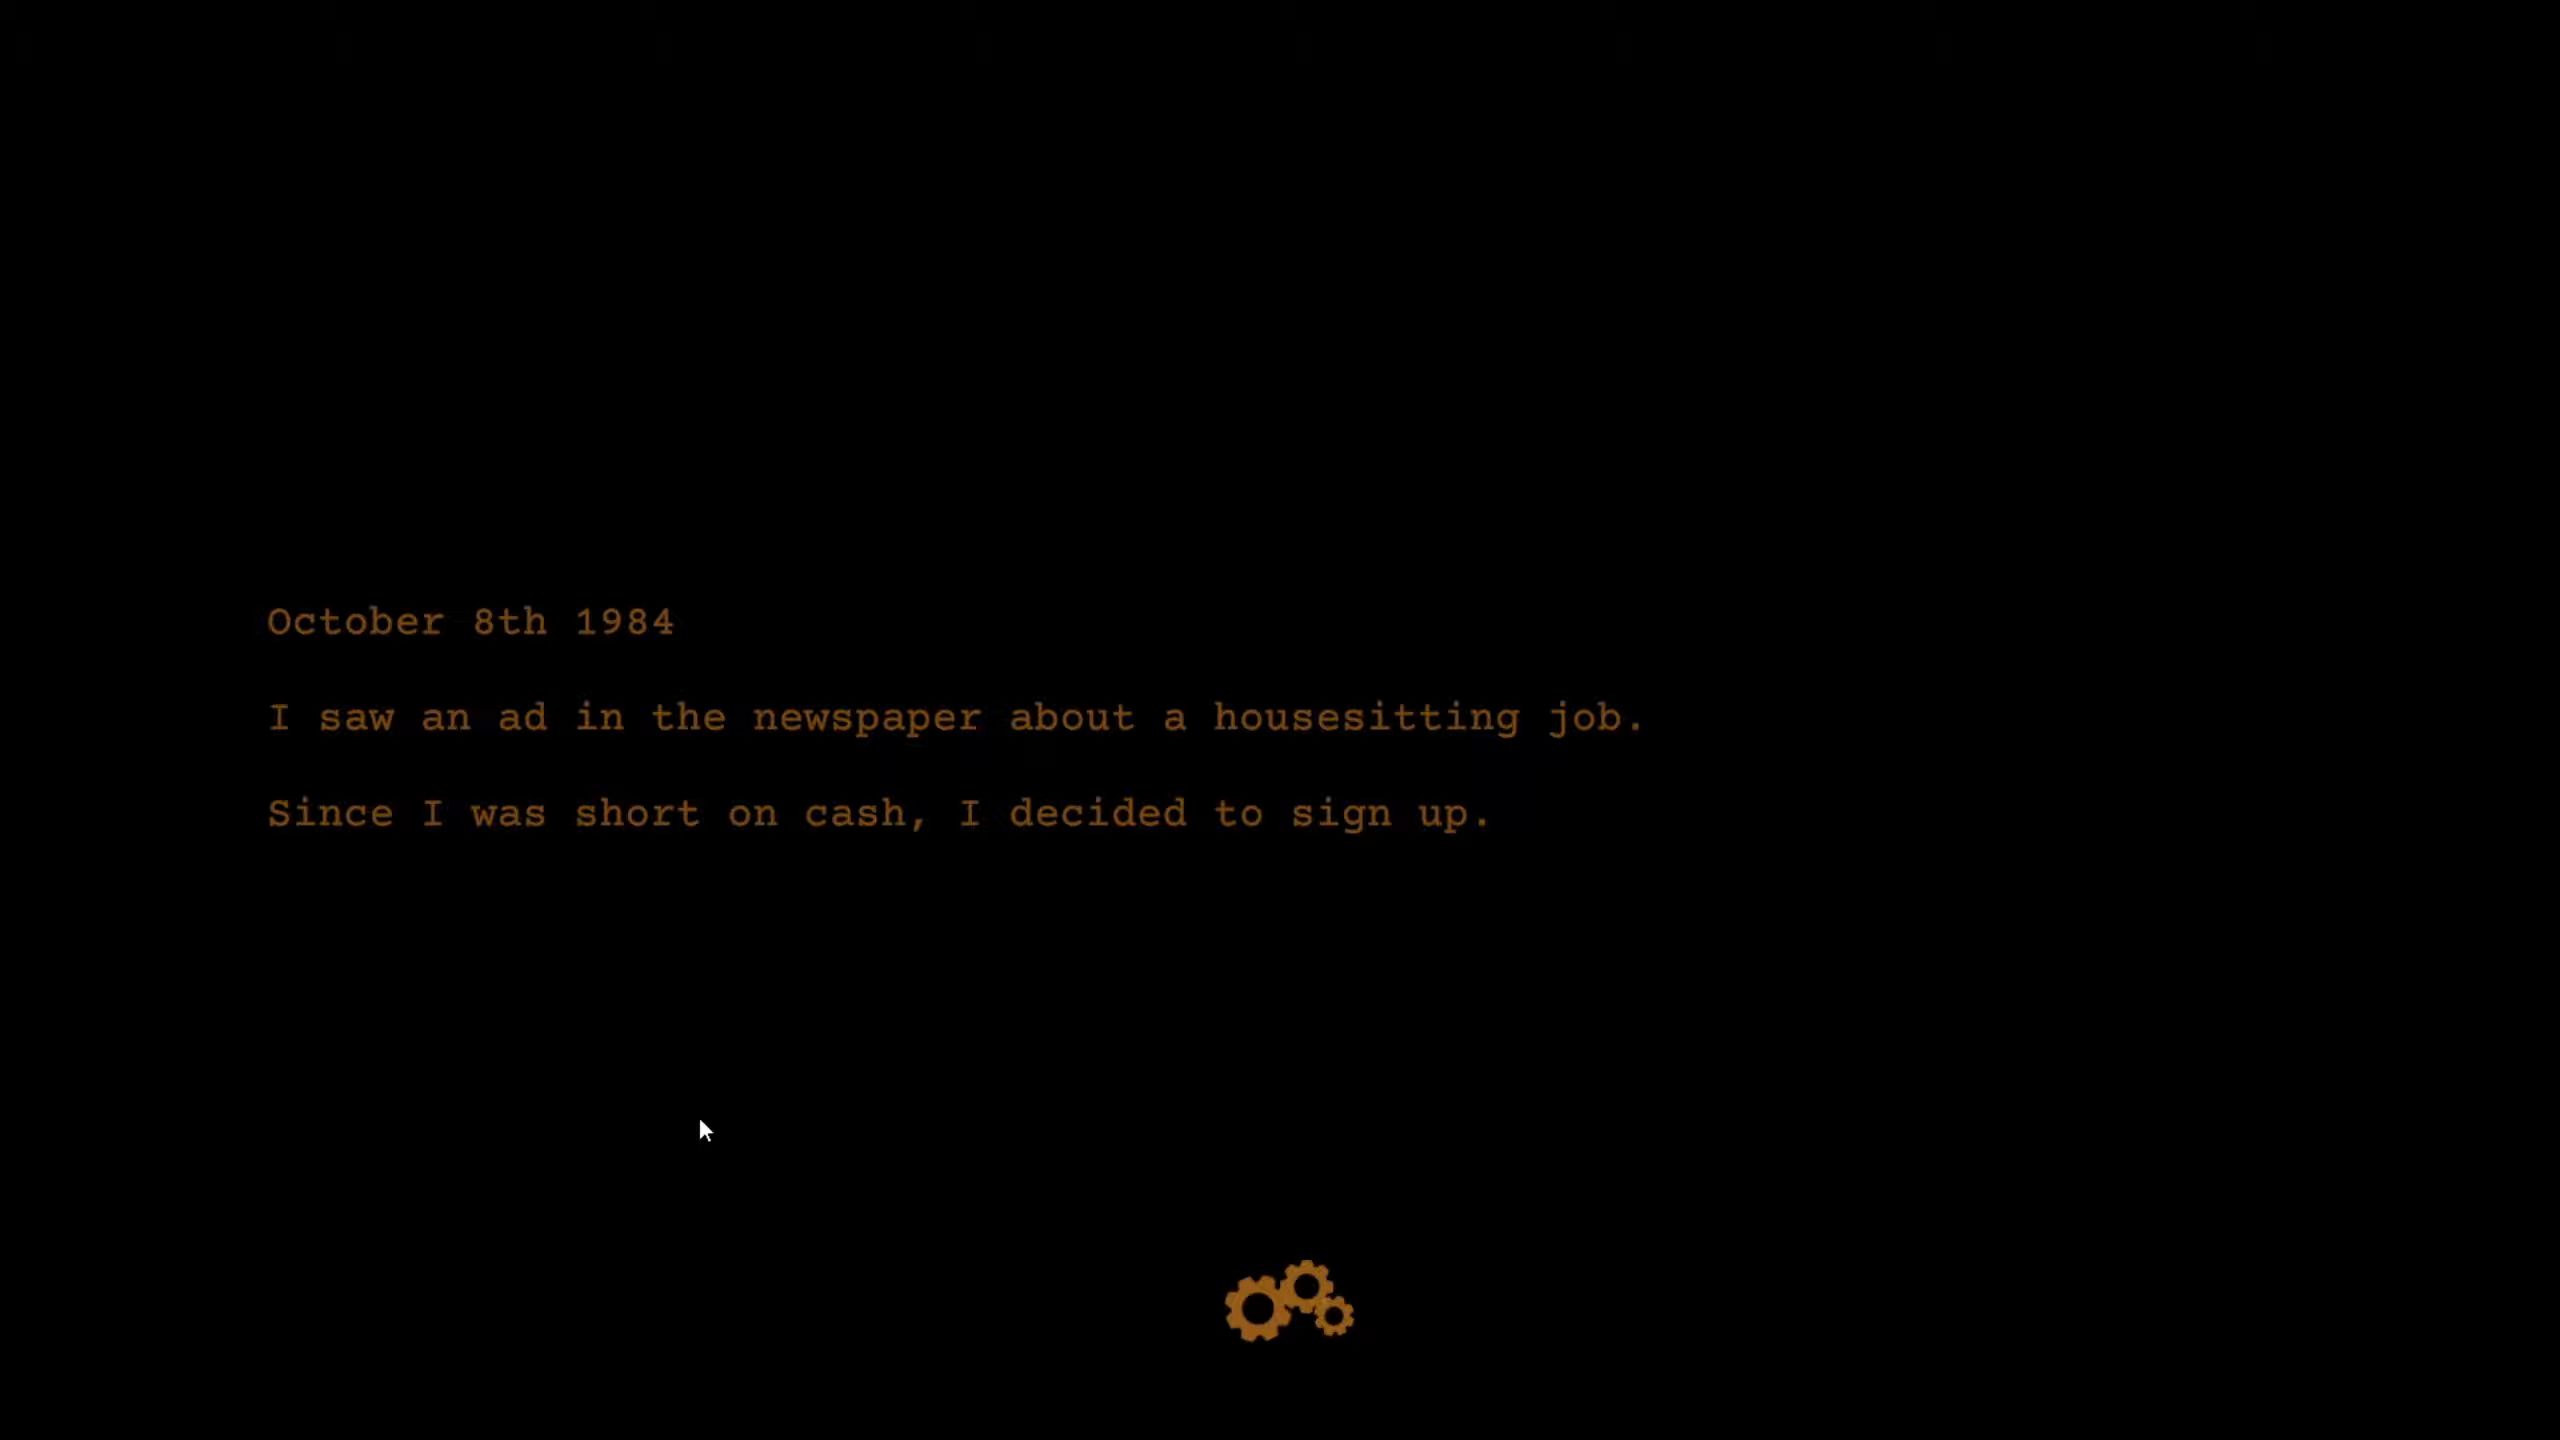 October 8th 1984
I saw an ad in the newspaper about a housesitting job.
Since I was short on cash, I decided to sign up.